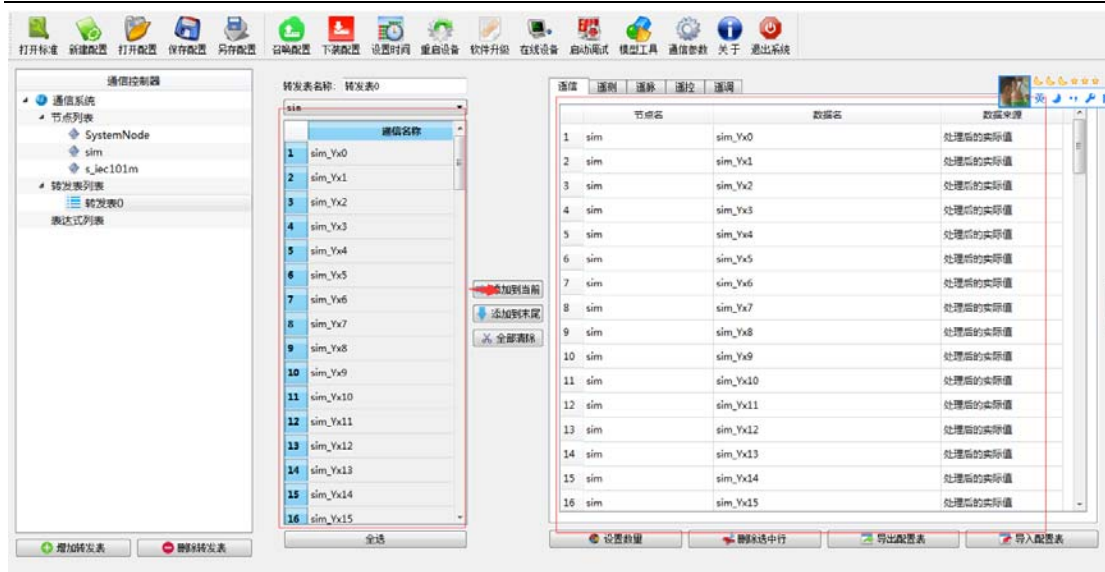 打开标准 新建配置 打开配置 保存配置 另存配置 召唤配置 下装配置 设置时间 重启设备 软件升级 在线设备 启动调试 模型工具 通信参数 关于 退出系统
通信控制器
通信系统
节点列表
SystemNode
sim
s_iec101m
转发表列表
转发表0
表达式列表
增加转发表 删除转发表
转发表名称: 转发表0
sim
遥信名称
1 sim_Yx0
2 sim_Yx1
3 sim_Yx2
4 sim_Yx3
5 sim_Yx4
6 sim_Yx5
7 sim_Yx6
8 sim_Yx7
9 sim_Yx8
10 sim_Yx9
11 sim_Yx10
12 sim_Yx11
13 sim_Yx12
14 sim_Yx13
15 sim_Yx14
16 sim_Yx15
全选
添加到当前
添加到末尾
全部清除
遥信 遥测 遥脉 遥控 遥调
英
节点名 数据名 数据来源
1 sim sim_Yx0 处理后的实际值
2 sim sim_Yx1 处理后的实际值
3 sim sim_Yx2 处理后的实际值
4 sim sim_Yx3 处理后的实际值
5 sim sim_Yx4 处理后的实际值
6 sim sim_Yx5 处理后的实际值
7 sim sim_Yx6 处理后的实际值
8 sim sim_Yx7 处理后的实际值
9 sim sim_Yx8 处理后的实际值
10 sim sim_Yx9 处理后的实际值
11 sim sim_Yx10 处理后的实际值
12 sim sim_Yx11 处理后的实际值
13 sim sim_Yx12 处理后的实际值
14 sim sim_Yx13 处理后的实际值
15 sim sim_Yx14 处理后的实际值
16 sim sim_Yx15 处理后的实际值
设置数量 删除选中行 导出配置表 导入配置表